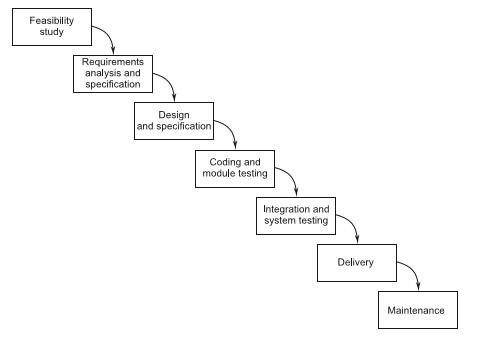 Feasibility
study
Requirements
analysis and
specification
Design
and specification
Coding and
module testing
Integration and
system testing
Delivery
Maintenance